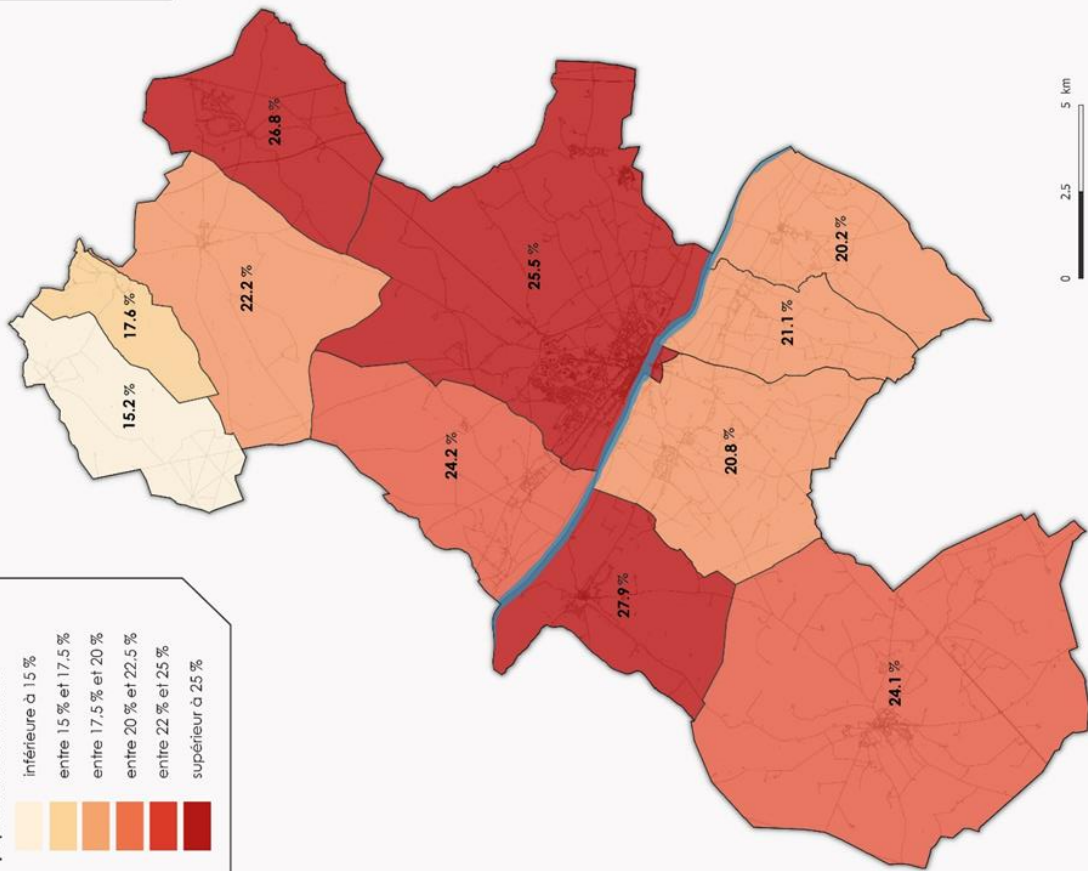 inférieure à 15 %
entre 15 % et 17.5 %
entre 17.5 % et 20 %
entre 20 % et 22.5 %
entre 22 % et 25 %
supérieur à 25 %
15.2 %
17.6 %
22.2 %
26.8 %
24.2 %
25.5 %
27.9 %
20.8 %
21.1 %
20.2 %
24.1 %
0 2.5 5 km